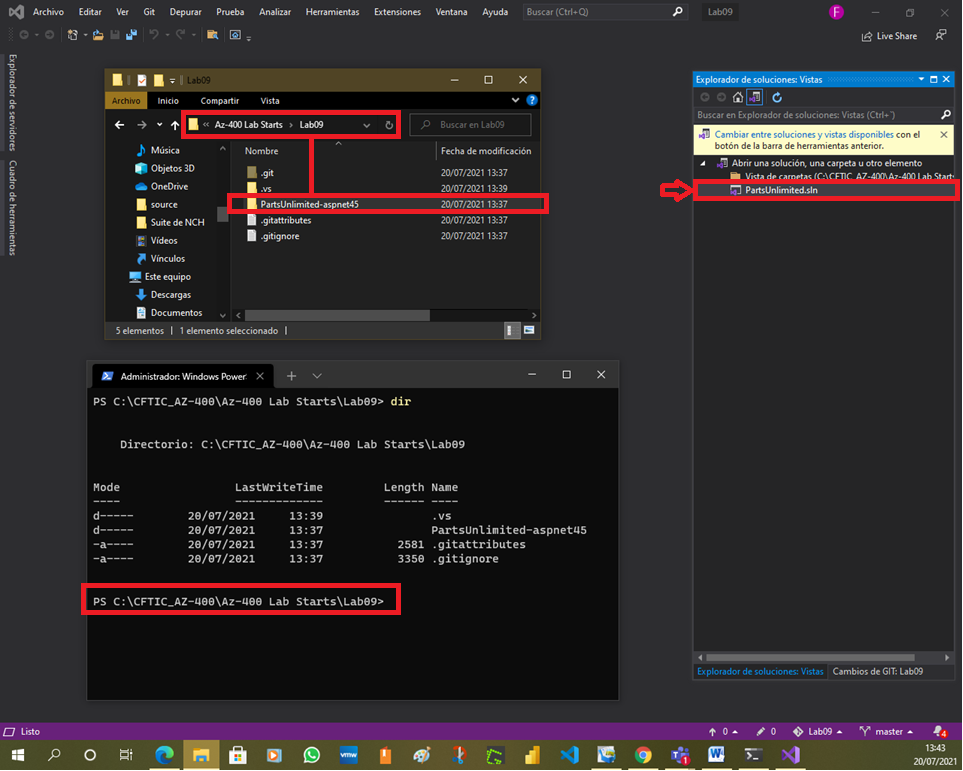 Archivo Editar Ver Git Depurar Prueba Analizar Herramientas Extensiones Ventana Ayuda Buscar (Ctrl+Q) Lab09 F
Live Share
Explorador de servidores
Cuadro de herramientas
Lab09
Archivo Inicio Compartir Vista
« Az-400 Lab Starts › Lab09 Buscar en Lab09
Música
Objetos 3D
OneDrive
source
Suite de NCH
Vídeos
Vínculos
Este equipo
Descargas
Documentos
Nombre Fecha de modificación
.git 20/07/2021 13:37
.vs 20/07/2021 13:39
PartsUnlimited-aspnet45 20/07/2021 13:37
.gitattributes 20/07/2021 13:37
.gitignore 20/07/2021 13:37
5 elementos 1 elemento seleccionado
Explorador de soluciones: Vistas
Buscar en Explorador de soluciones: Vistas (Ctrl+´)
Cambiar entre soluciones y vistas disponibles con el
botón de la barra de herramientas anterior.
Abrir una solución, una carpeta u otro elemento
Vista de carpetas (C:\CFTIC_AZ-400\Az-400 Lab Starts
PartsUnlimited.sln
Explorador de soluciones: Vistas Cambios de GIT: Lab09
Administrador: Windows Power
PS C:\CFTIC_AZ-400\Az-400 Lab Starts\Lab09> dir
Directorio: C:\CFTIC_AZ-400\Az-400 Lab Starts\Lab09
Mode LastWriteTime Length Name
---- ------------- ------ ----
d----- 20/07/2021 13:39 .vs
d----- 20/07/2021 13:37 PartsUnlimited-aspnet45
-a---- 20/07/2021 13:37 2581 .gitattributes
-a---- 20/07/2021 13:37 3350 .gitignore
PS C:\CFTIC_AZ-400\Az-400 Lab Starts\Lab09>
Listo 0 0 Lab09 master 4
13:43
20/07/2021